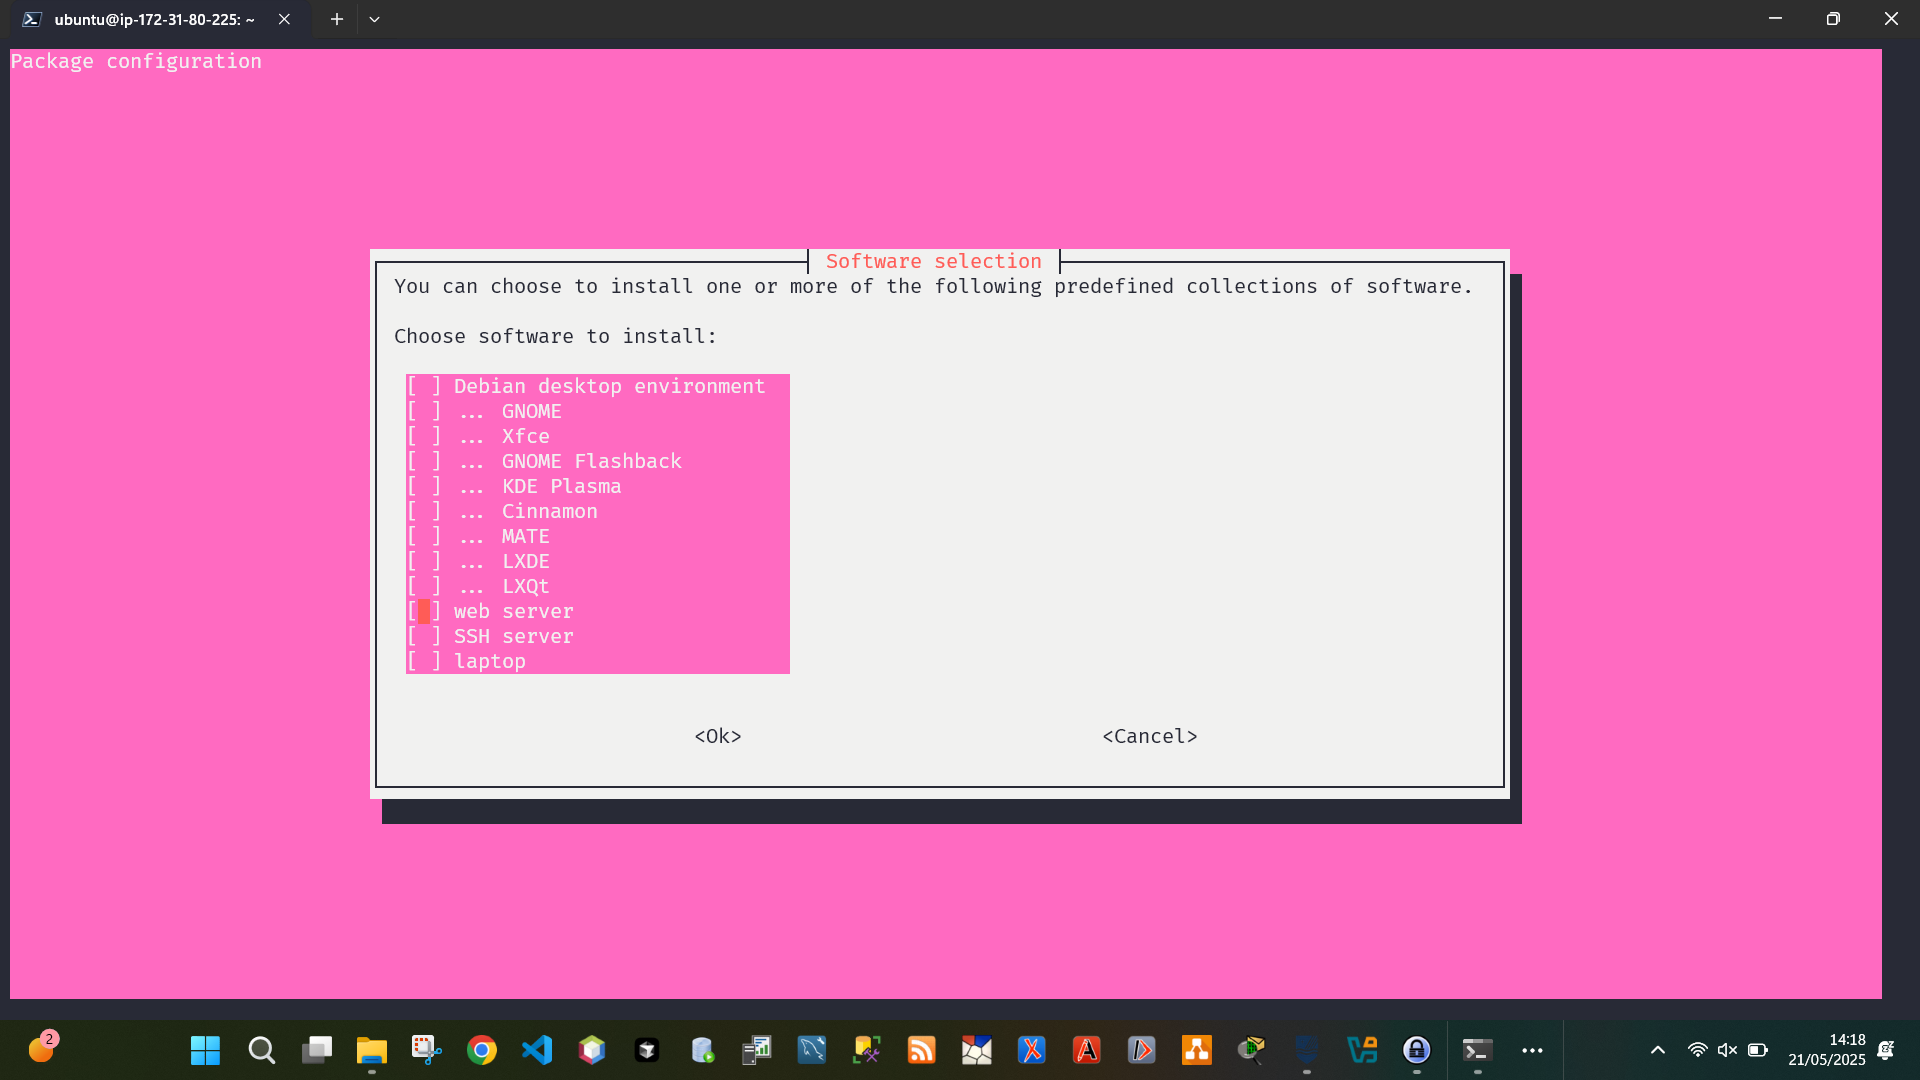 ubuntu@ip-172-31-80-225: ~
Package configuration
Software selection
You can choose to install one or more of the following predefined collections of software.
Choose software to install:
[ ] Debian desktop environment
[ ] ... GNOME
[ ] ... Xfce
[ ] ... GNOME Flashback
[ ] ... KDE Plasma
[ ] ... Cinnamon
[ ] ... MATE
[ ] ... LXDE
[ ] ... LXQt
[ ] web server
[ ] SSH server
[ ] laptop
<Ok> <Cancel>
2
14:18
21/05/2025